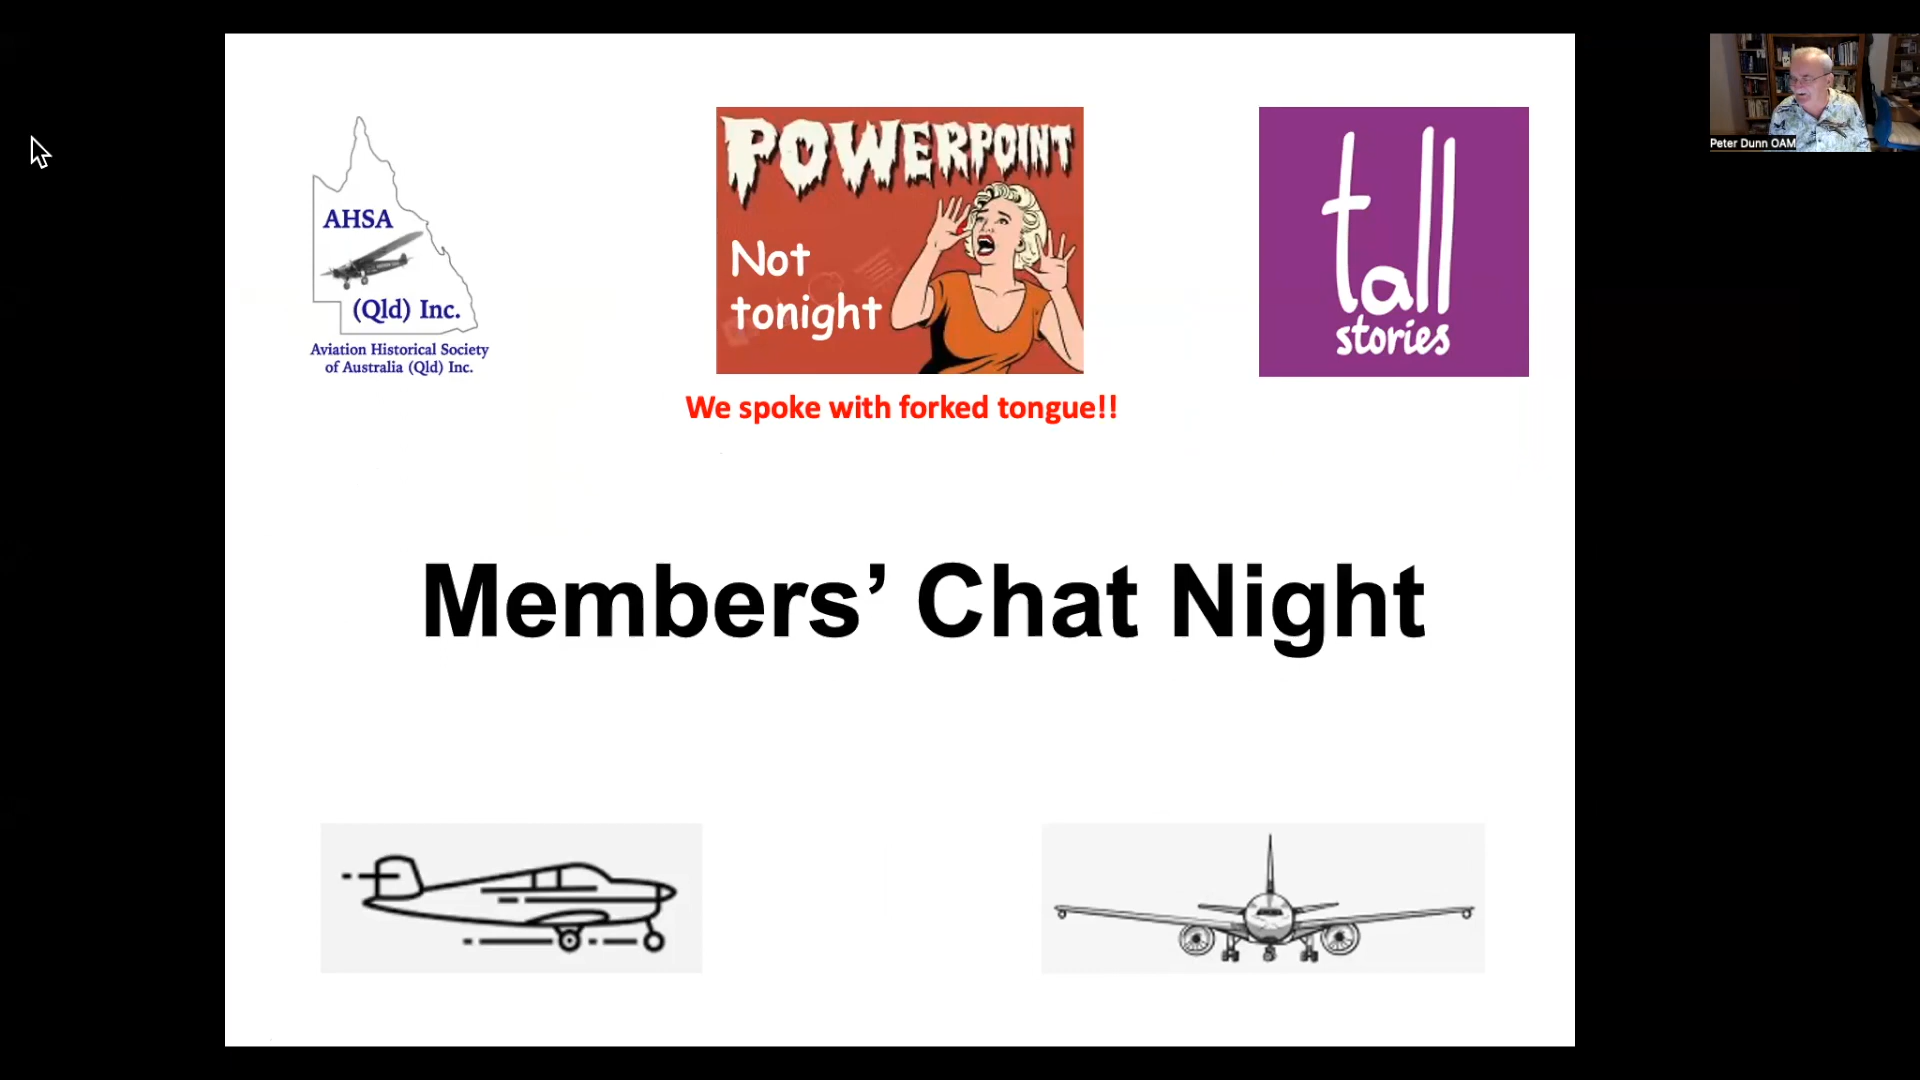 AHSA
(Qld) Inc.
Aviation Historical Society
of Australia (Qld) Inc.
POWERPOINT
Not
tonight
We spoke with forked tongue!!
tall
stories
Members’ Chat Night
Peter Dunn OAM